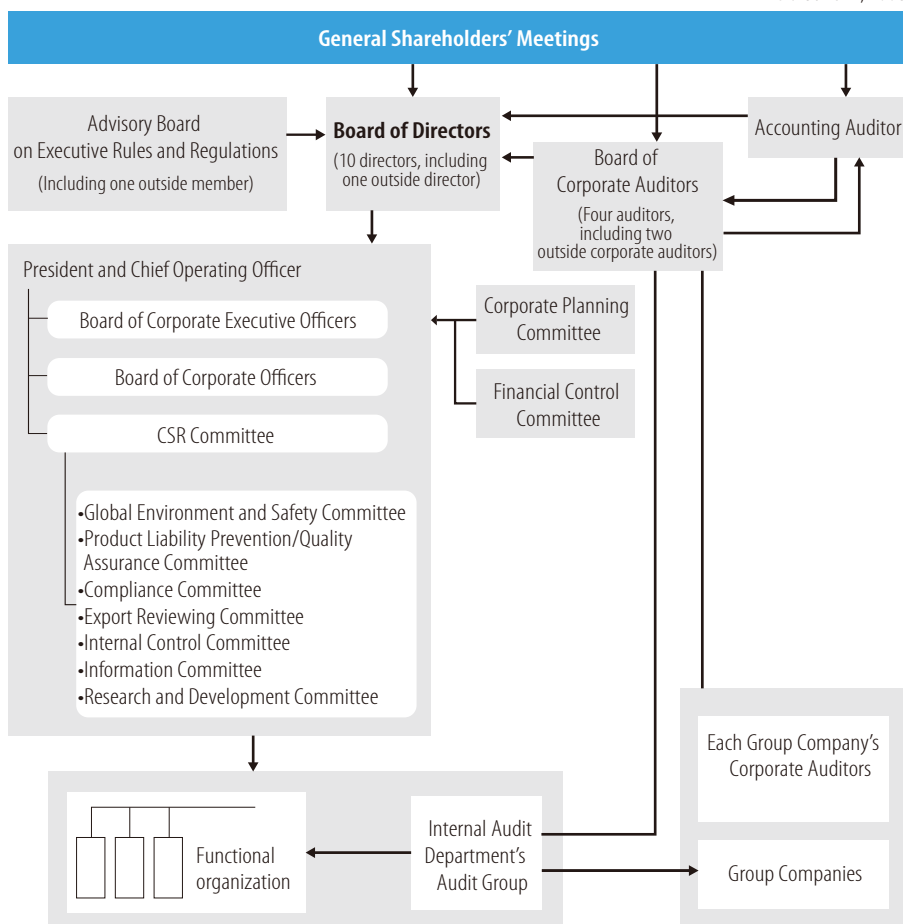 General Shareholders' Meetings
Advisory Board
on Executive Rules and Regulations
(Including one outside member)
Board of Directors
(10 directors, including
one outside director)
Accounting Auditor
Board of
Corporate Auditors
(Four auditors,
including two
outside corporate auditors)
President and Chief Operating Officer
Board of Corporate Executive Officers
Board of Corporate Officers
CSR Committee
Corporate Planning
Committee
Financial Control
Committee
•Global Environment and Safety Committee
•Product Liability Prevention/Quality
Assurance Committee
•Compliance Committee
•Export Reviewing Committee
•Internal Control Committee
•Information Committee
•Research and Development Committee
Each Group Company's
Corporate Auditors
Functional
organization
Internal Audit
Department's
Audit Group
Group Companies